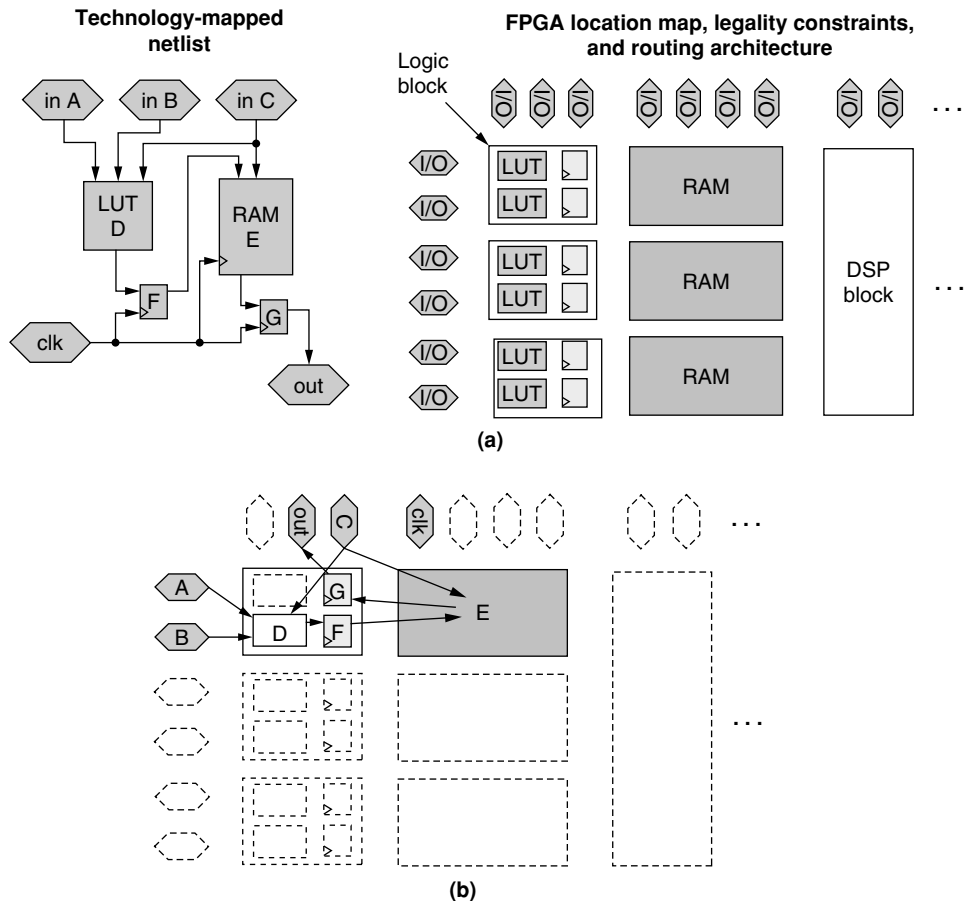 Technology-mapped
netlist
in A
in B
in C
LUT
D
RAM
E
F
G
clk
out
FPGA location map, legality constraints,
and routing architecture
Logic
block
I/O I/O I/O I/O I/O I/O I/O I/O I/O . . .
I/O
I/O
LUT
LUT
RAM
I/O
I/O
LUT
LUT
RAM
DSP
block
. . .
I/O
I/O
LUT
LUT
RAM
(a)
out C clk . . .
A
B
G
D
F
E
. . .
(b)